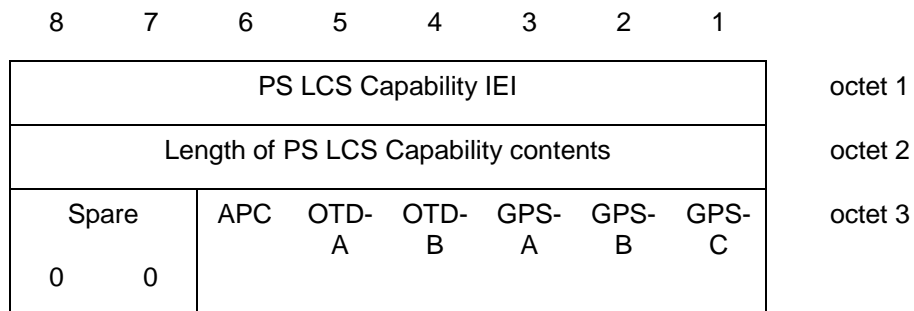 8 7 6 5 4 3 2 1
PS LCS Capability IEI octet 1
Length of PS LCS Capability contents octet 2
Spare APC OTD- OTD- GPS- GPS- GPS- octet 3
A B A B C
0 0